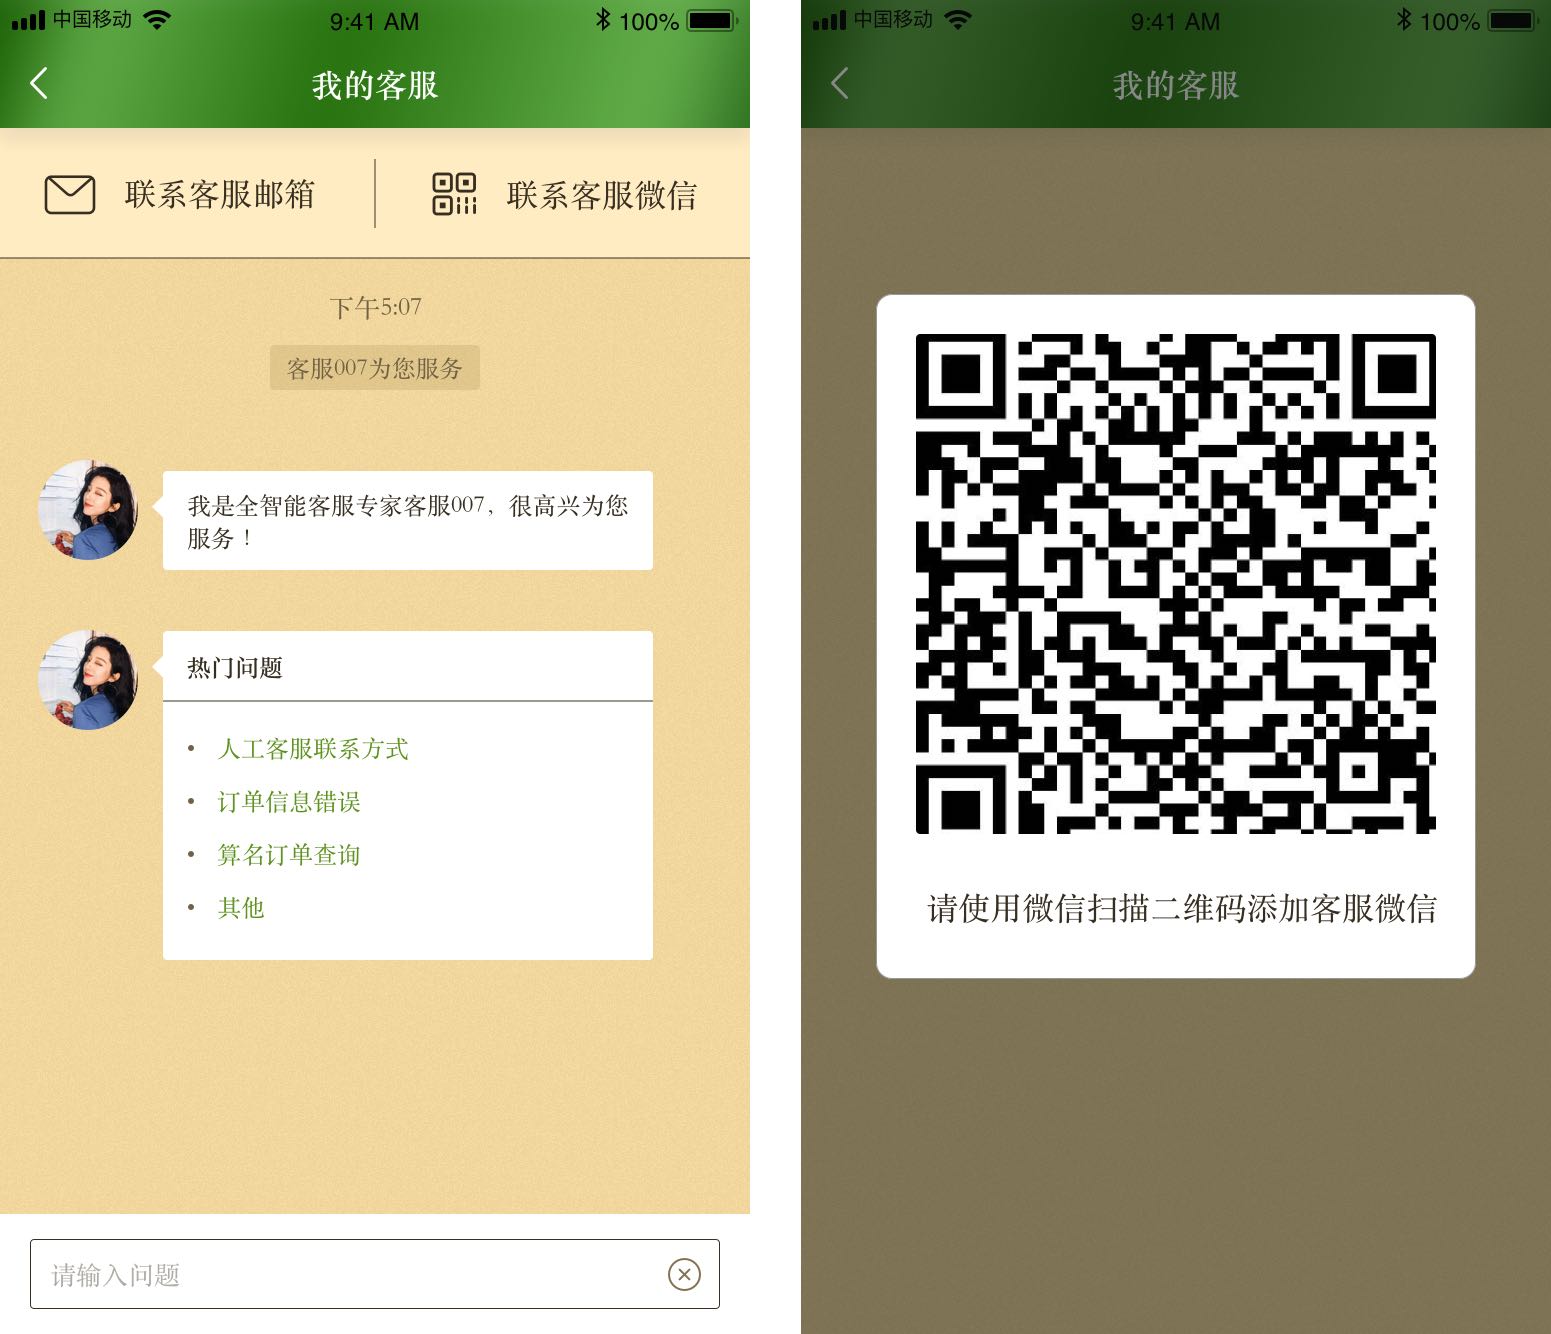 中国移动
9:41 AM
100%
我的客服
联系客服邮箱
联系客服微信
下午5:07
客服007为您服务
我是全智能客服专家客服007，很高兴为您
服务！
热门问题
• 人工客服联系方式
• 订单信息错误
• 算名订单查询
• 其他
请输入问题
中国移动
9:41 AM
100%
我的客服
请使用微信扫描二维码添加客服微信